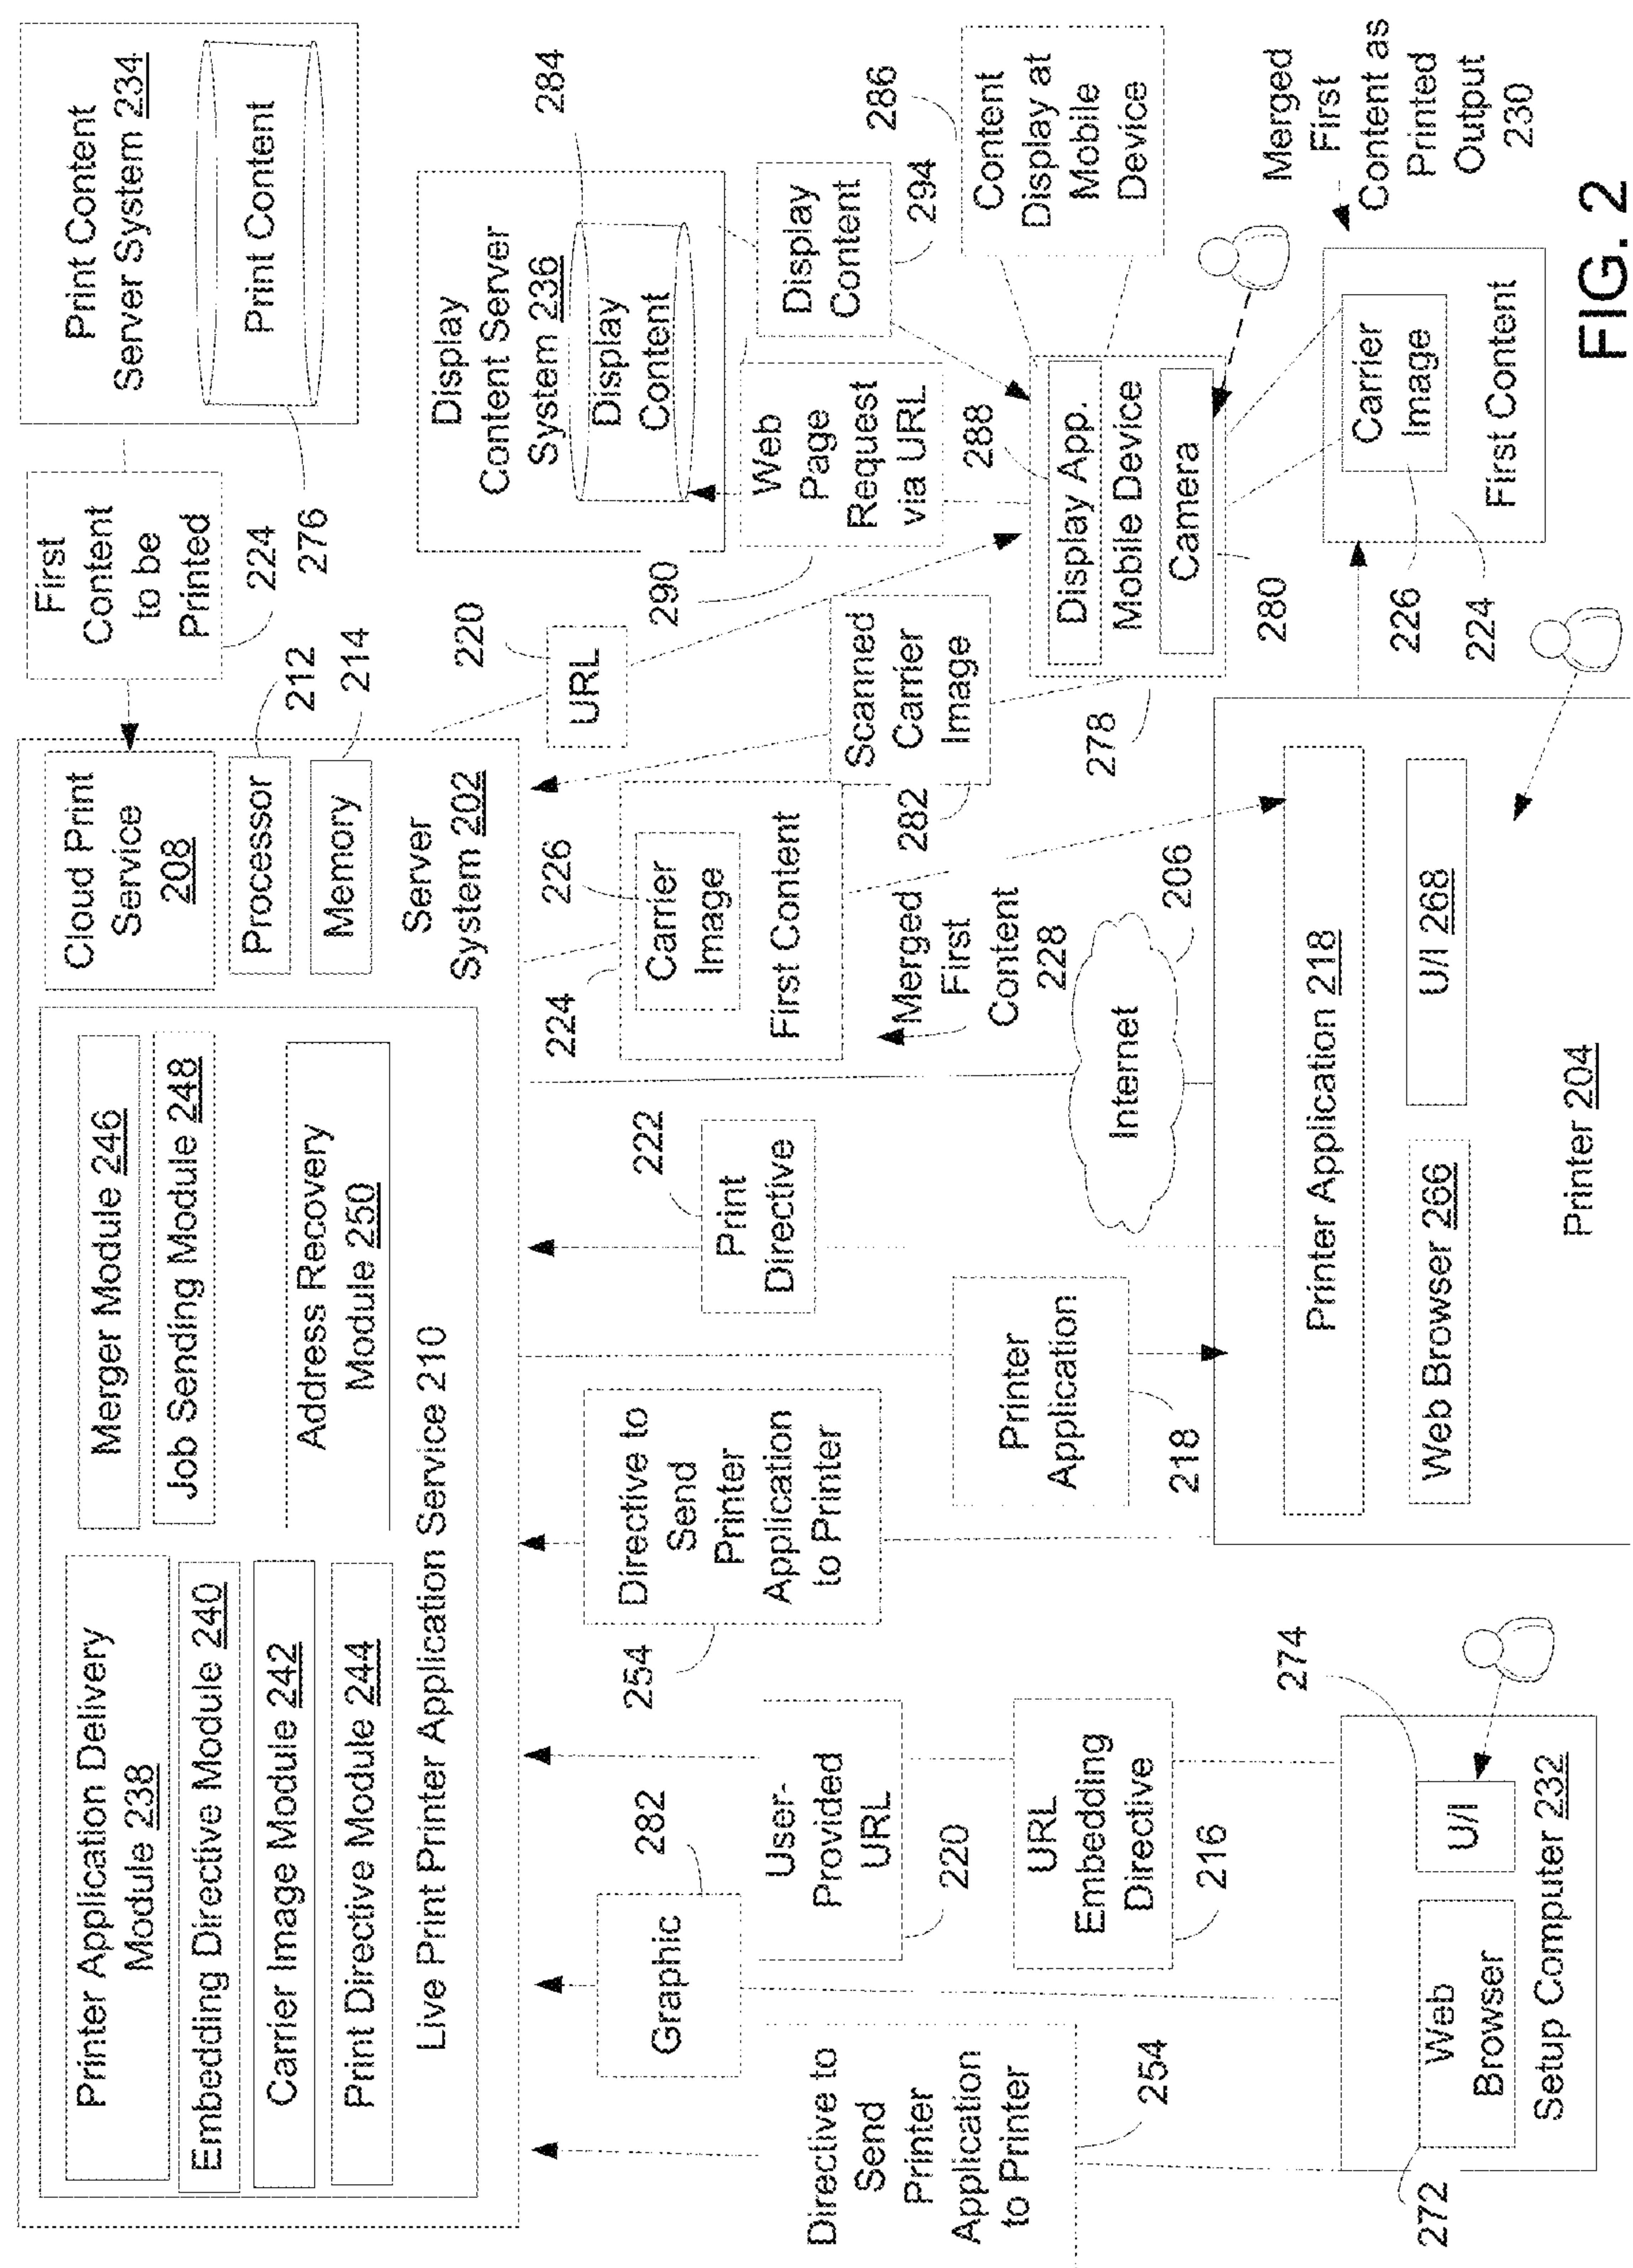 Printer Application Delivery
Module 238
Embedding Directive Module 240
Carrier Image Module 242
Print Directive Module 244
Merger Module 246
Job Sending Module 248
Address Recovery
Module 250
Live Print Printer Application Service 210
Cloud Print
Service
208
Processor
212
Memory
214
Server
System 202
First
Content
to be
Printed
224
276
Print Content
Server System 234
Print Content
Directive to
Send
Printer
Application
to Printer
254
Graphic
282
User-
Provided
URL
220
URL
Embedding
Directive
216
Directive to
Send
Printer
Application
to Printer
254
Printer
Application
218
Print
Directive
222
224
226
Carrier
Image
First Content
Merged
First
Content
228
Internet
206
URL
220
Scanned
Carrier
Image
282
Display
Content Server
System 236
Display
Content
284
Web
Page
Request
via URL
290
Display
Content
294
Content
Display at
Mobile
Device
286
288
Display App.
Mobile Device
Camera
278
280
Web
Browser
272
U/I
274
Setup Computer 232
Printer Application 218
Web Browser 266
U/I 268
Printer 204
Carrier
Image
First Content
226
224
Merged
First
Content as
Printed
Output
230
FIG. 2